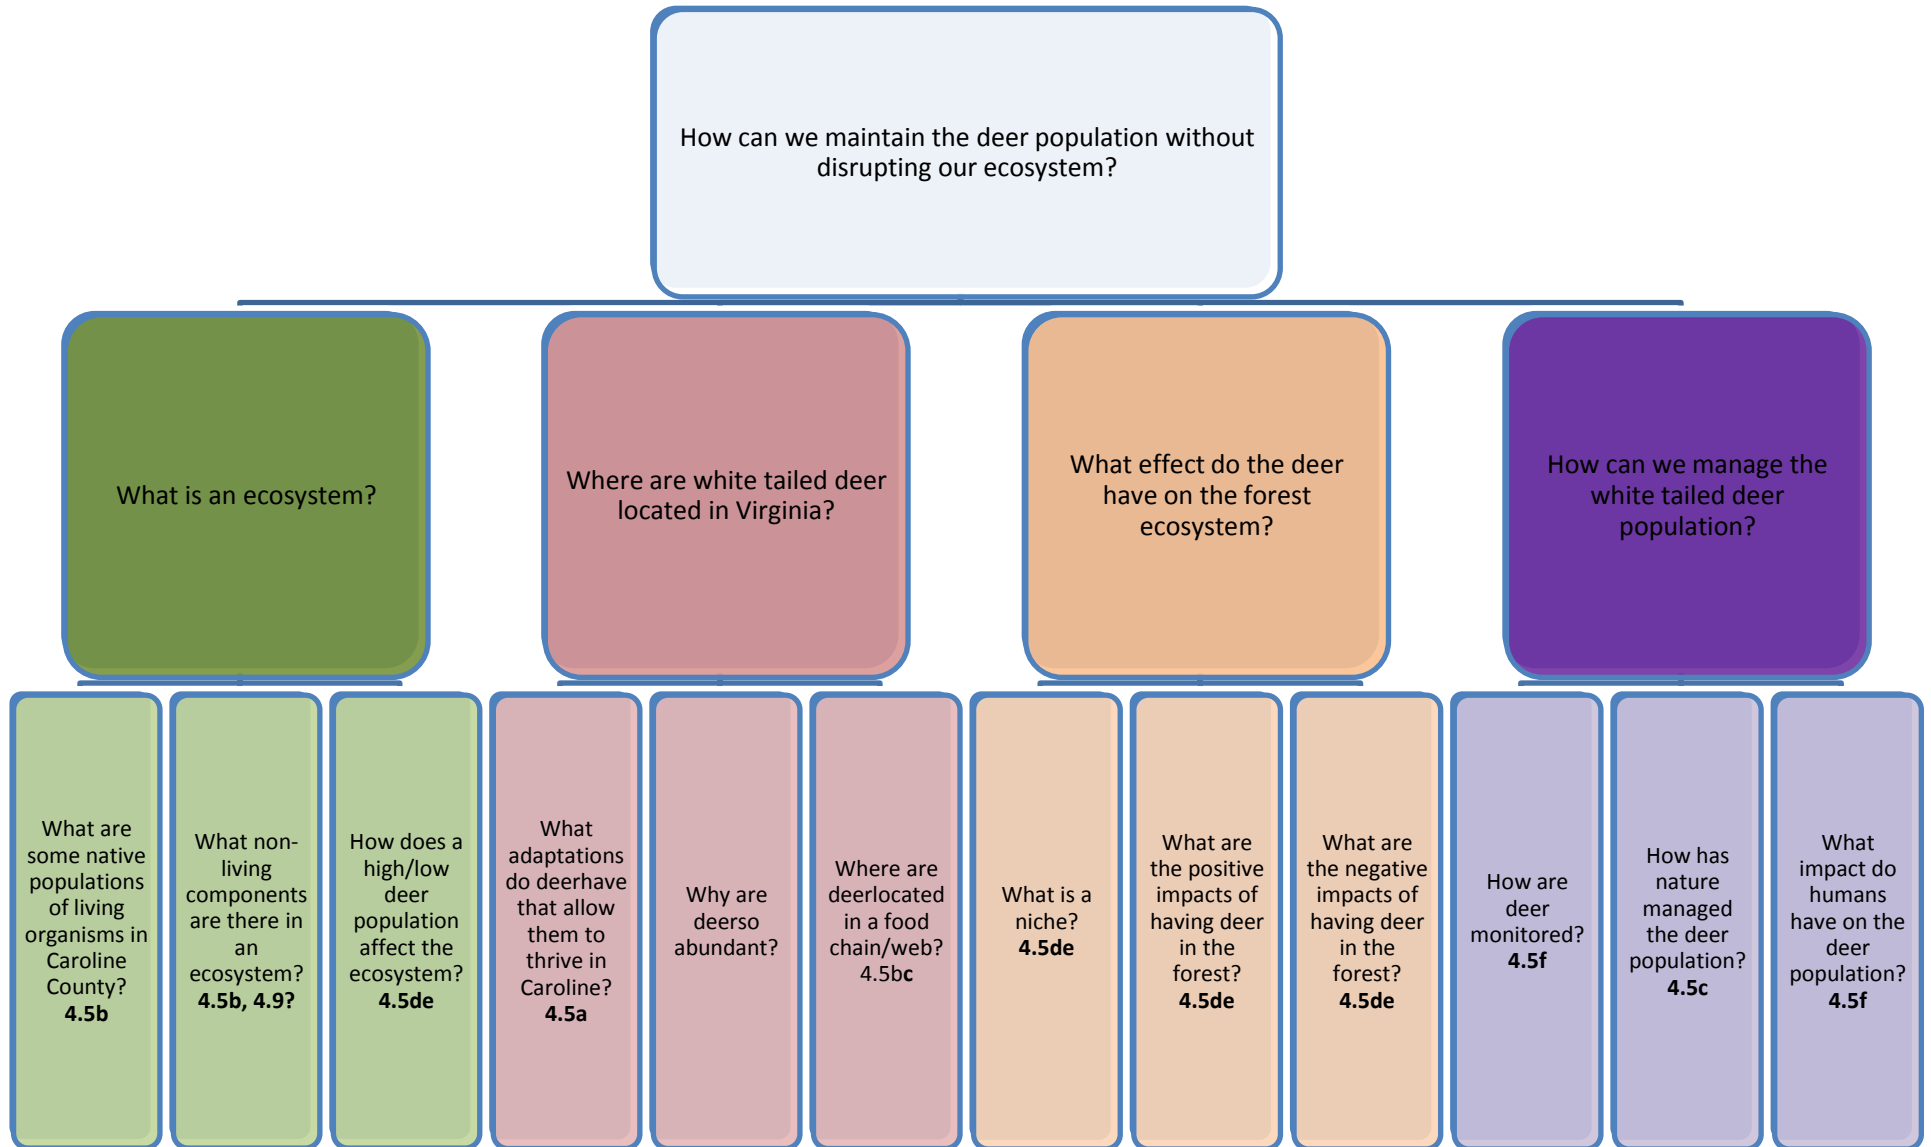 How can we maintain the deer population without
disrupting our ecosystem?
What is an ecosystem?
Where are white tailed deer
located in Virginia?
What effect do the deer
have on the forest
ecosystem?
How can we manage the
white tailed deer
population?
What are
some native
populations
of living
organisms in
Caroline
County?
4.5b
What non-
living
components
are there in
an
ecosystem?
4.5b, 4.9?
How does a
high/low
deer
population
affect the
ecosystem?
4.5de
What
adaptations
do deerhave
that allow
them to
thrive in
Caroline?
4.5a
Why are
deerso
abundant?
Where are
deerlocated
in a food
chain/web?
4.5bc
What is a
niche?
4.5de
What are
the positive
impacts of
having deer
in the
forest?
4.5de
What are
the negative
impacts of
having deer
in the
forest?
4.5de
How are
deer
monitored?
4.5f
How has
nature
managed
the deer
population?
4.5c
What
impact do
humans
have on the
deer
population?
4.5f